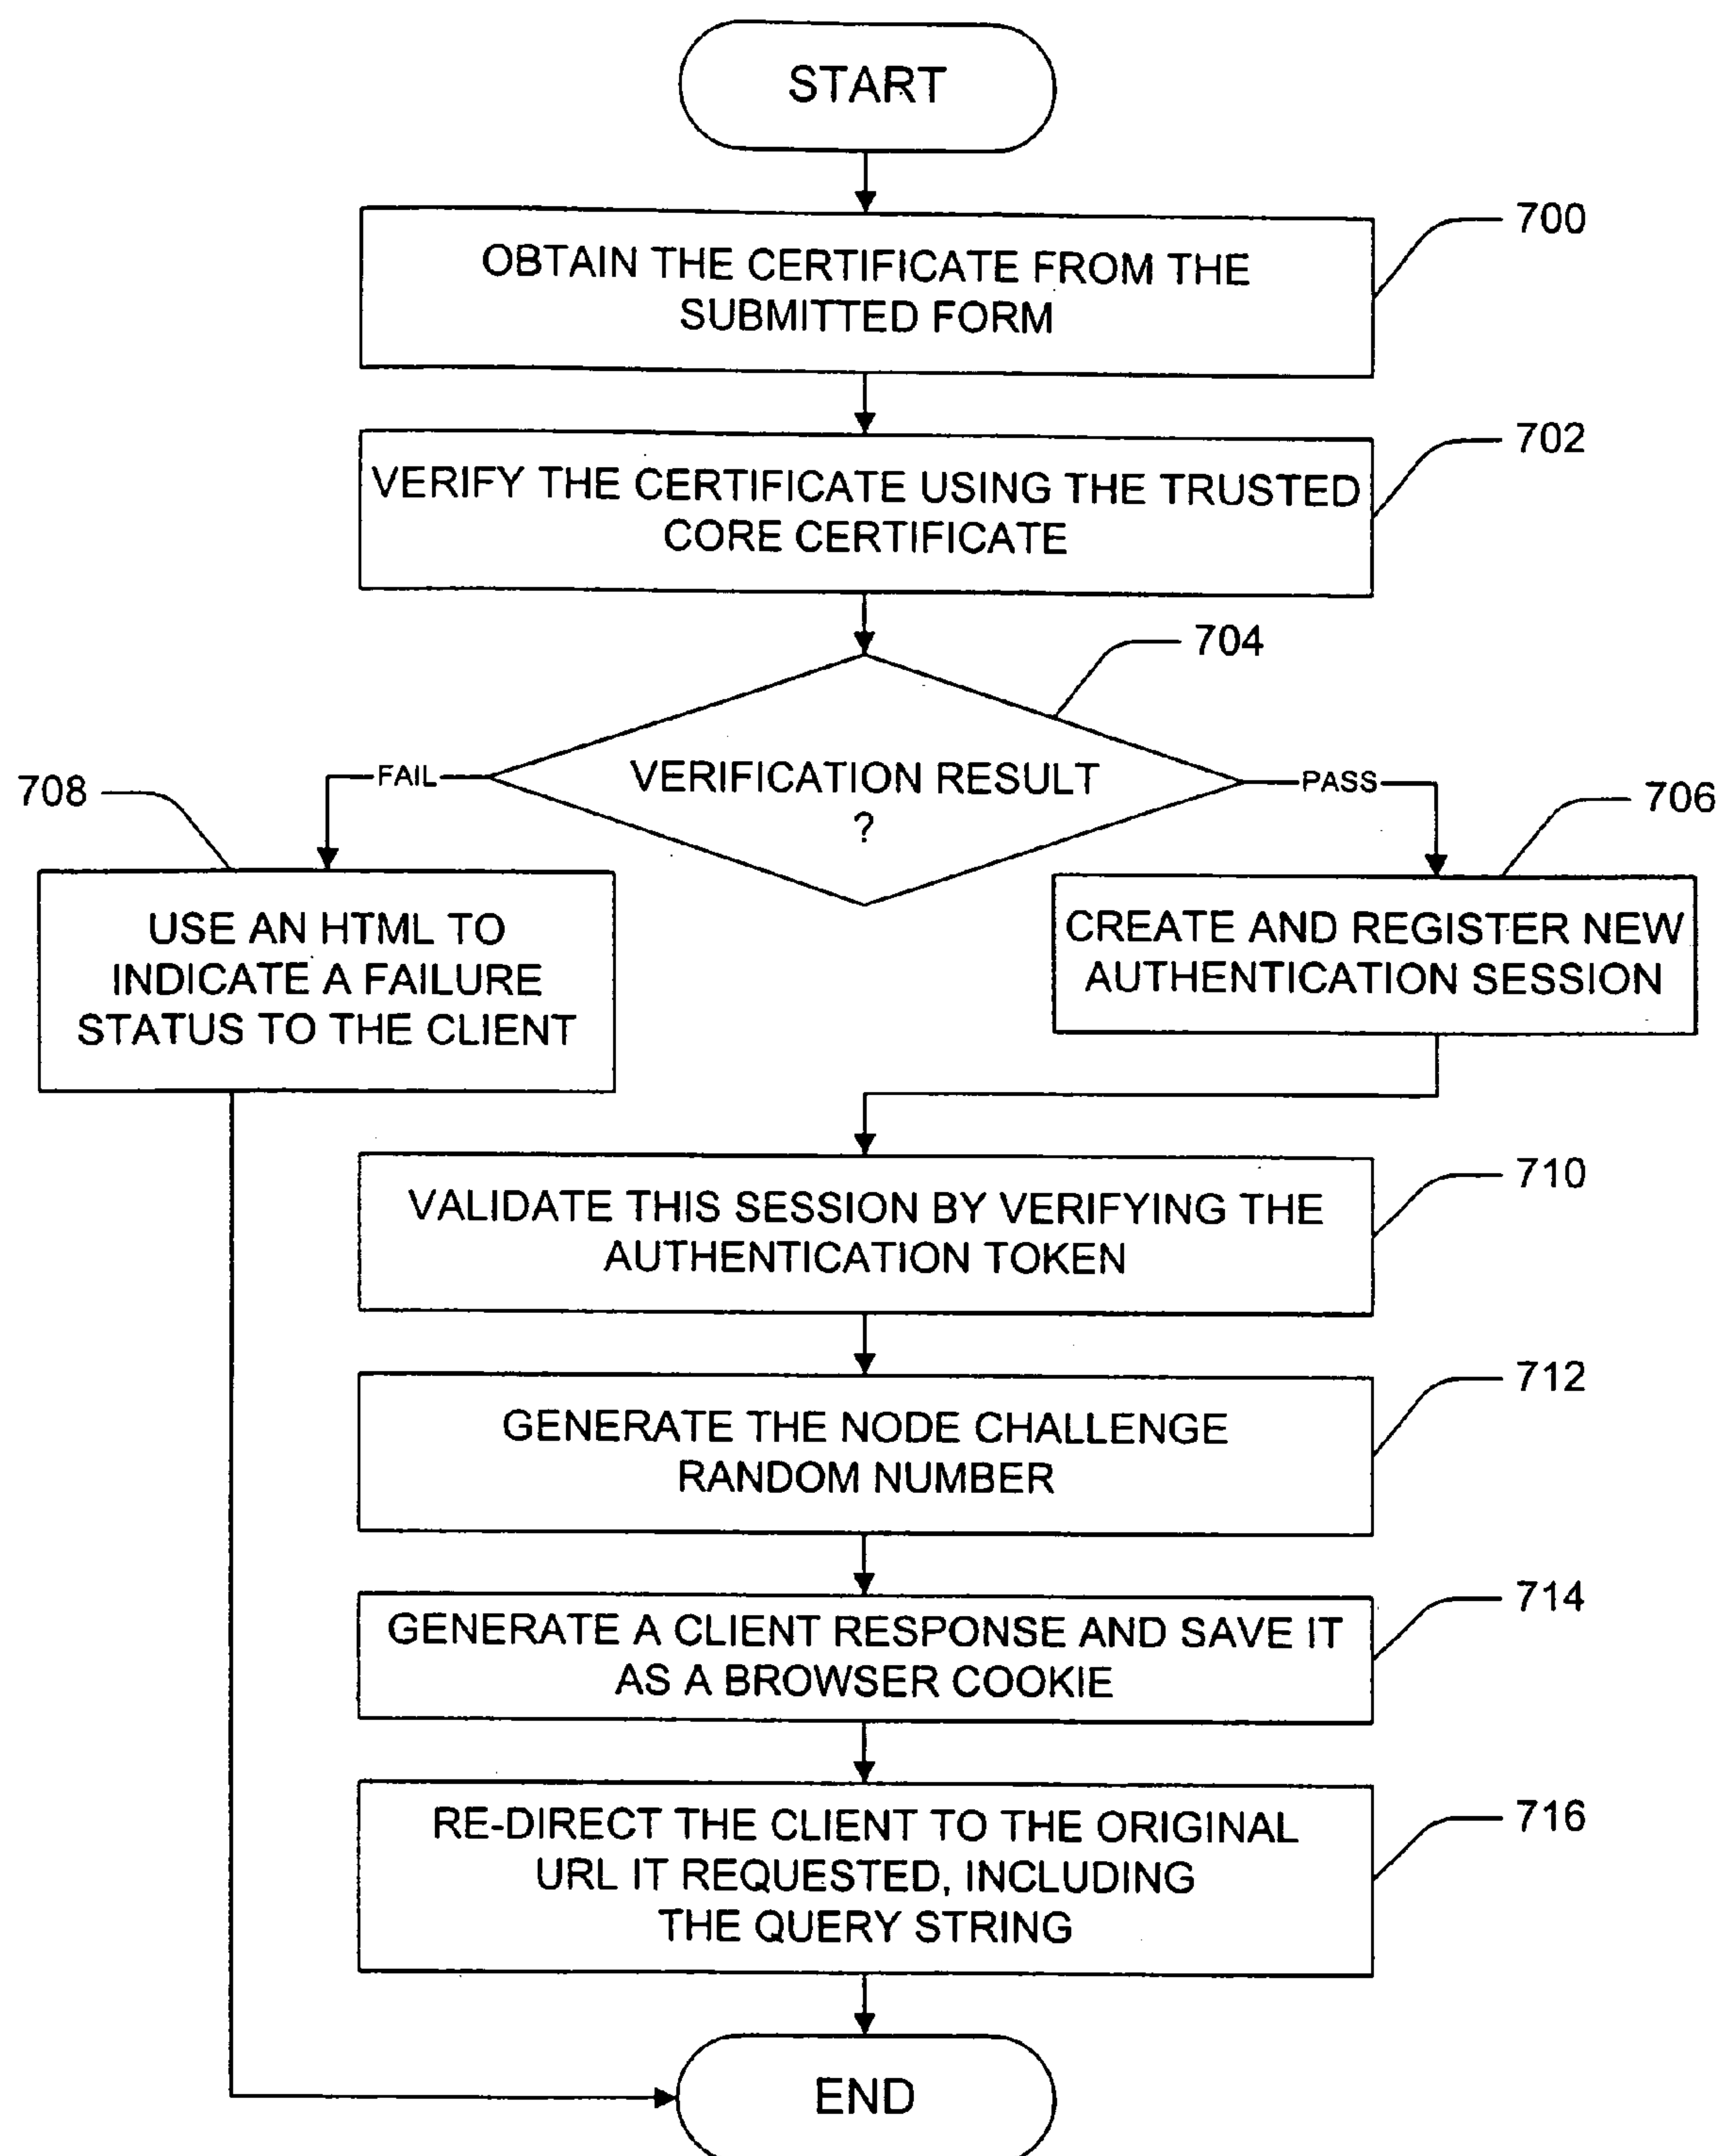 START
700
OBTAIN THE CERTIFICATE FROM THE
SUBMITTED FORM
702
VERIFY THE CERTIFICATE USING THE TRUSTED
CORE CERTIFICATE
704
VERIFICATION RESULT
?
FAIL
PASS
708
706
USE AN HTML TO
INDICATE A FAILURE
STATUS TO THE CLIENT
CREATE AND REGISTER NEW
AUTHENTICATION SESSION
710
VALIDATE THIS SESSION BY VERIFYING THE
AUTHENTICATION TOKEN
712
GENERATE THE NODE CHALLENGE
RANDOM NUMBER
714
GENERATE A CLIENT RESPONSE AND SAVE IT
AS A BROWSER COOKIE
716
RE-DIRECT THE CLIENT TO THE ORIGINAL
URL IT REQUESTED, INCLUDING
THE QUERY STRING
END